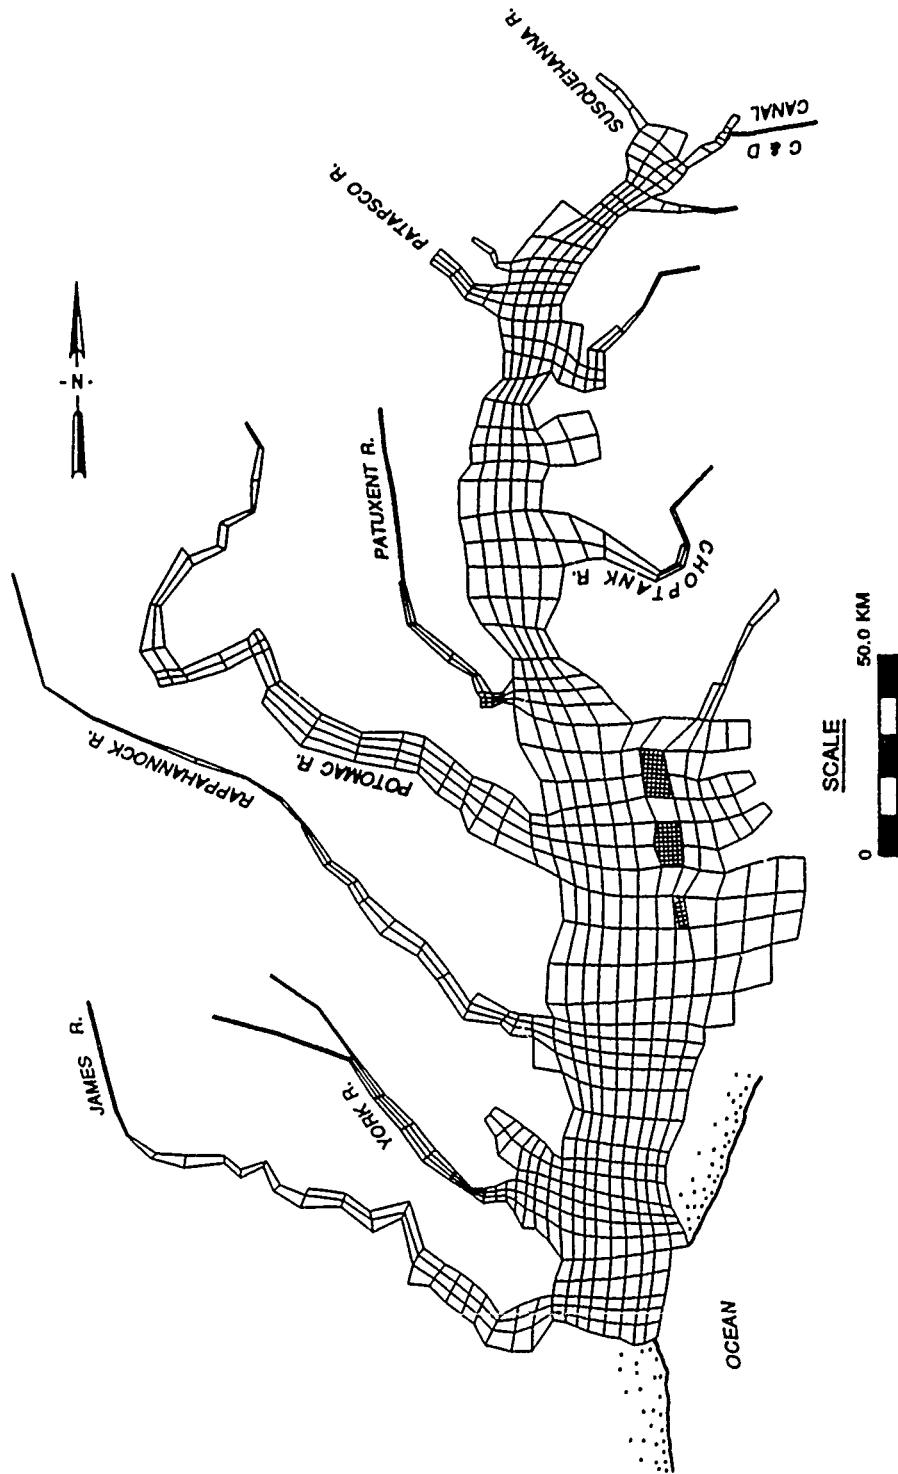 SUSQUEHANNA R.
PATAPSCO R.
C & D
CANAL
- N -
PATUXENT R.
CHOPTANK R.
RAPPAHANNOCK R.
POTOMAC R.
JAMES R.
YORK R.
OCEAN
SCALE
0 50.0 KM